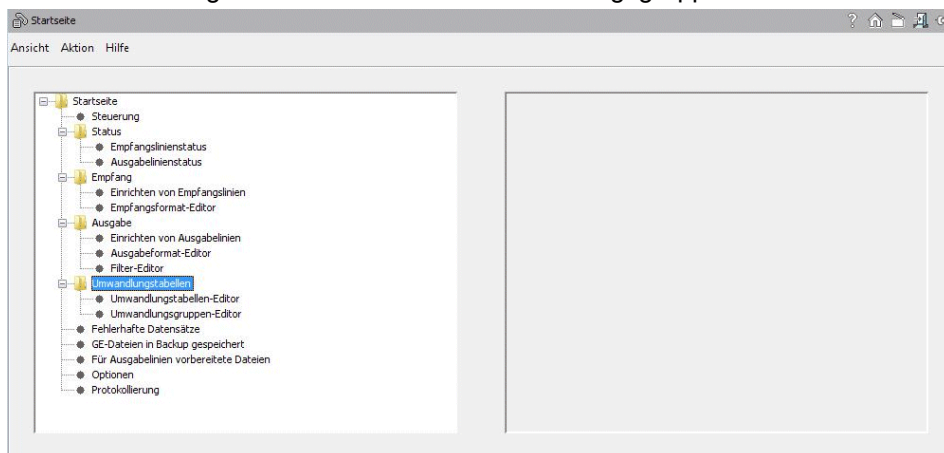 Startseite
Ansicht Aktion Hilfe
Startseite
Steuerung
Status
Empfangslinienstatus
Ausgabelinienstatus
Empfang
Einrichten von Empfangslinien
Empfangsformat-Editor
Ausgabe
Einrichten von Ausgabelinien
Ausgabeformat-Editor
Filter-Editor
Umwandlungstabellen
Umwandlungstabellen-Editor
Umwandlungsgruppen-Editor
Fehlerhafte Datensätze
GE-Dateien in Backup gespeichert
Für Ausgabelinien vorbereitete Dateien
Optionen
Protokollierung